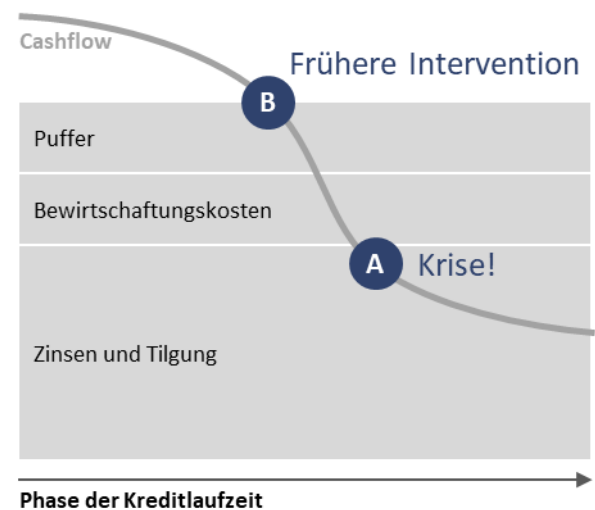 Cashflow
Frühere Intervention
B
Puffer
Bewirtschaftungskosten
A
Krise!
Zinsen und Tilgung
Phase der Kreditlaufzeit